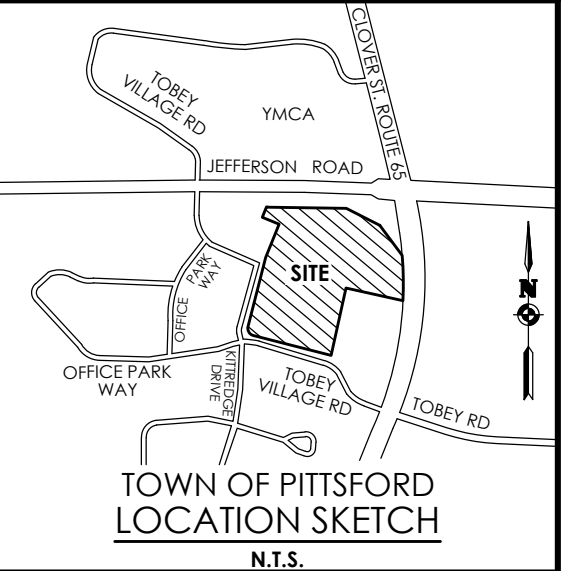 CLOVER ST. ROUTE 65
TOBEY
VILLAGE RD
YMCA
JEFFERSON ROAD
SITE
PARK
WAY
OFFICE
N
OFFICE PARK
WAY
KITTREDGE
DRIVE
TOBEY
VILLAGE RD
TOBEY RD
TOWN OF PITTSFORD
LOCATION SKETCH
N.T.S.